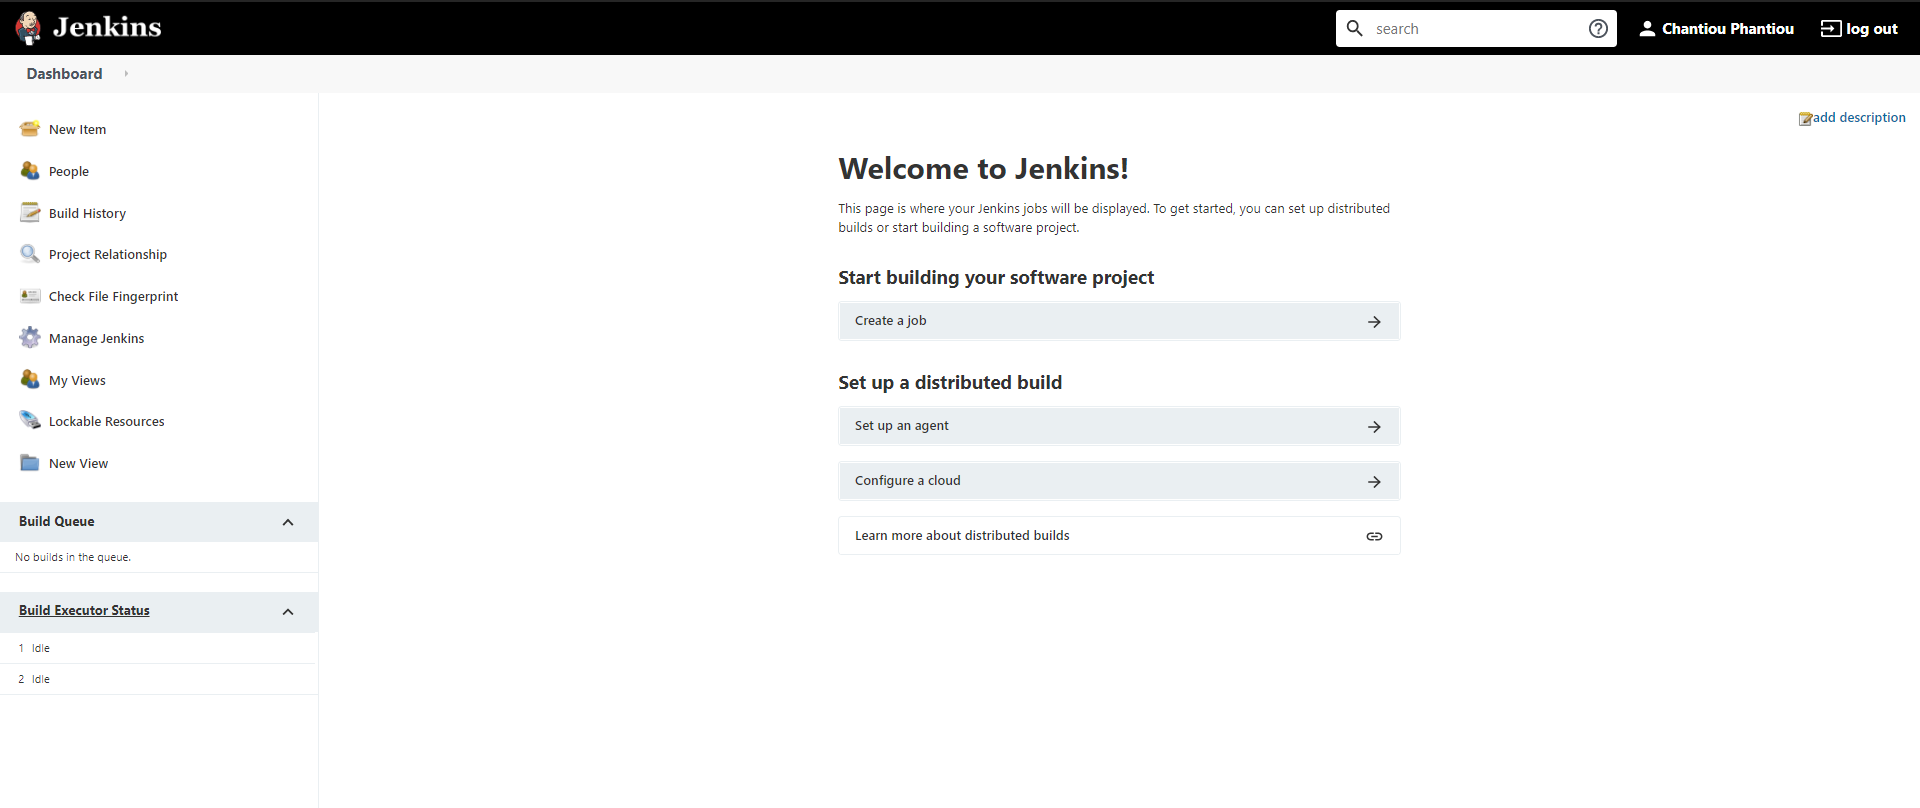 Jenkins
search
Chantiou Phantiou
log out
Dashboard
New Item
People
Build History
Project Relationship
Check File Fingerprint
Manage Jenkins
My Views
Lockable Resources
New View
Build Queue
No builds in the queue.
Build Executor Status
1 Idle
2 Idle
add description
Welcome to Jenkins!
This page is where your Jenkins jobs will be displayed. To get started, you can set up distributed
builds or start building a software project.
Start building your software project
Create a job
Set up a distributed build
Set up an agent
Configure a cloud
Learn more about distributed builds